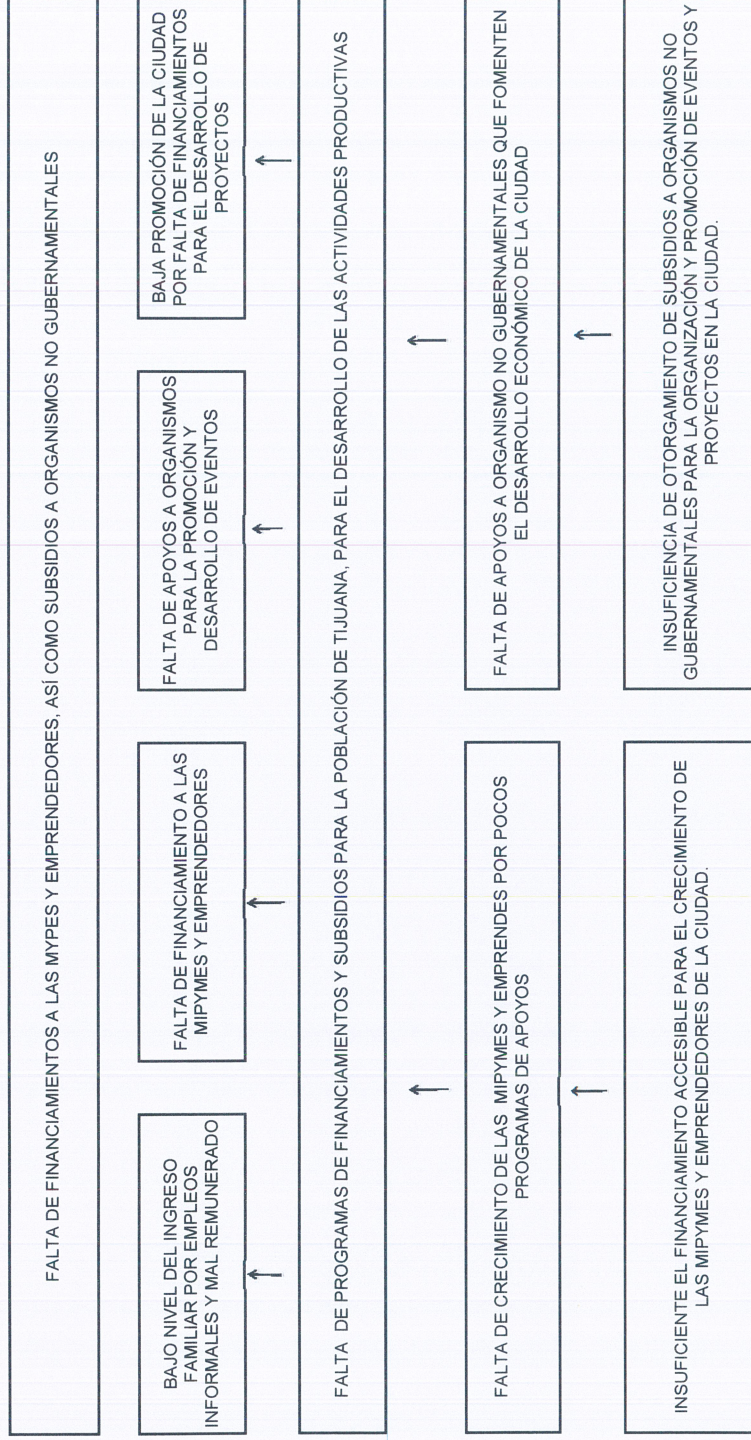 FALTA DE FINANCIAMIENTOS A LAS MYPES Y EMPRENDEDORES, ASÍ COMO SUBSIDIOS A ORGANISMOS NO GUBERNAMENTALES
BAJO NIVEL DEL INGRESO
FAMILIAR POR EMPLEOS
INFORMALES Y MAL REMUNERADO
FALTA DE FINANCIAMIENTO A LAS
MIPYMES Y EMPRENDEDORES
FALTA DE APOYOS A ORGANISMOS
PARA LA PROMOCIÓN Y
DESARROLLO DE EVENTOS
BAJA PROMOCIÓN DE LA CIUDAD
POR FALTA DE FINANCIAMIENTOS
PARA EL DESARROLLO DE
PROYECTOS
FALTA DE PROGRAMAS DE FINANCIAMIENTOS Y SUBSIDIOS PARA LA POBLACIÓN DE TIJUANA, PARA EL DESARROLLO DE LAS ACTIVIDADES PRODUCTIVAS
FALTA DE CRECIMIENTO DE LAS MIPYMES Y EMPRENDES POR POCOS
PROGRAMAS DE APOYOS
FALTA DE APOYOS A ORGANISMO NO GUBERNAMENTALES QUE FOMENTEN
EL DESARROLLO ECONÓMICO DE LA CIUDAD
INSUFICIENTE EL FINANCIAMIENTO ACCESIBLE PARA EL CRECIMIENTO DE
LAS MIPYMES Y EMPRENDEDORES DE LA CIUDAD.
INSUFICIENCIA DE OTORGAMIENTO DE SUBSIDIOS A ORGANISMOS NO
GUBERNAMENTALES PARA LA ORGANIZACIÓN Y PROMOCIÓN DE EVENTOS Y
PROYECTOS EN LA CIUDAD.